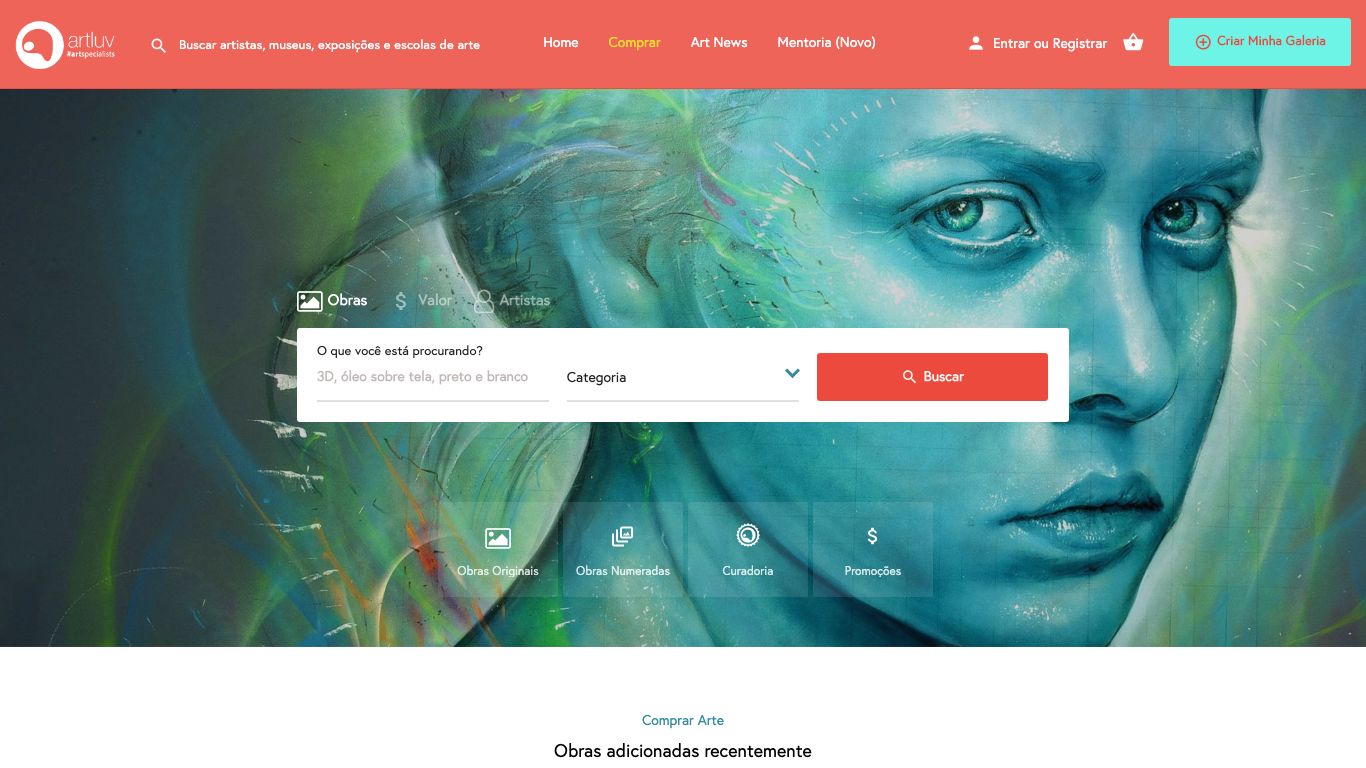 artluv
#artspecialists
Buscar artistas, museus, exposições e escolas de arte
Home
Comprar
Art News
Mentoria (Novo)
Entrar ou Registrar
Criar Minha Galeria
Obras
Valor
Artistas
O que você está procurando?
3D, óleo sobre tela, preto e branco
Categoria
Buscar
Obras Originais
Obras Numeradas
Curadoria
Promoções
Comprar Arte
Obras adicionadas recentemente